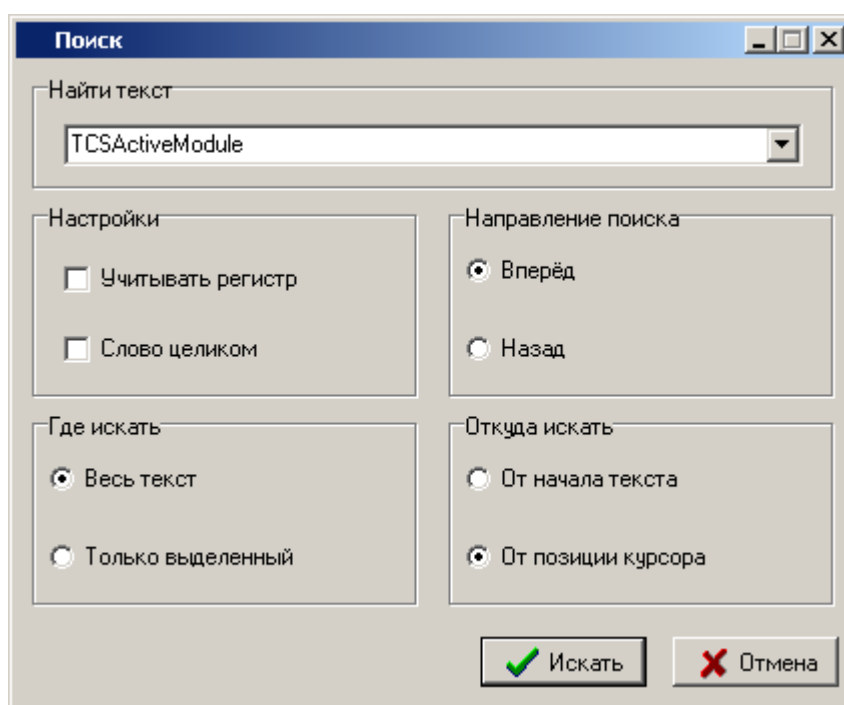 Поиск
Найти текст
TCSActiveModule
Настройки
Учитывать регистр
Слово целиком
Направление поиска
Вперёд
Назад
Где искать
Весь текст
Только выделенный
Откуда искать
От начала текста
От позиции курсора
Искать
Отмена